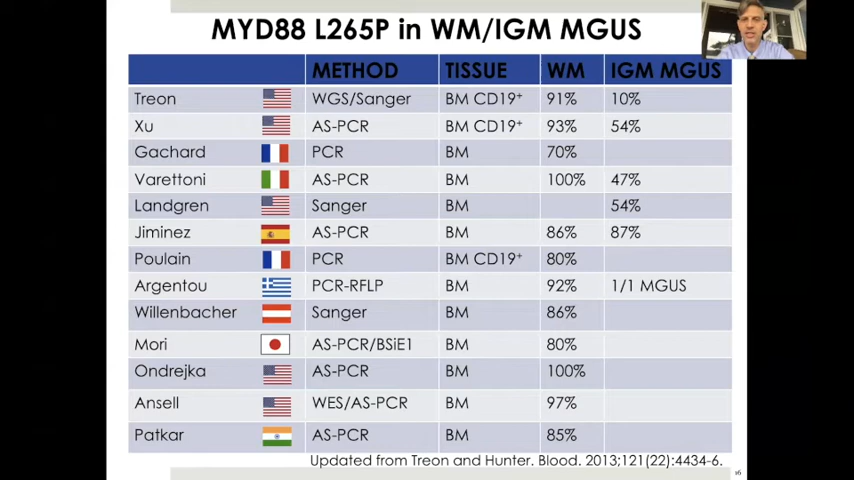 MYD88 L265P in WM/IGM MGUS
METHOD TISSUE WM IGM MGUS
Treon WGS/Sanger BM CD19+ 91% 10%
Xu AS-PCR BM CD19+ 93% 54%
Gachard PCR BM 70%
Varettoni AS-PCR BM 100% 47%
Landgren Sanger BM 54%
Jiminez AS-PCR BM 86% 87%
Poulain PCR BM CD19+ 80%
Argentou PCR-RFLP BM 92% 1/1 MGUS
Willenbacher Sanger BM 86%
Mori AS-PCR/BSiE1 BM 80%
Ondrejka AS-PCR BM 100%
Ansell WES/AS-PCR BM 97%
Patkar AS-PCR BM 85%
Updated from Treon and Hunter. Blood. 2013;121(22):4434-6.